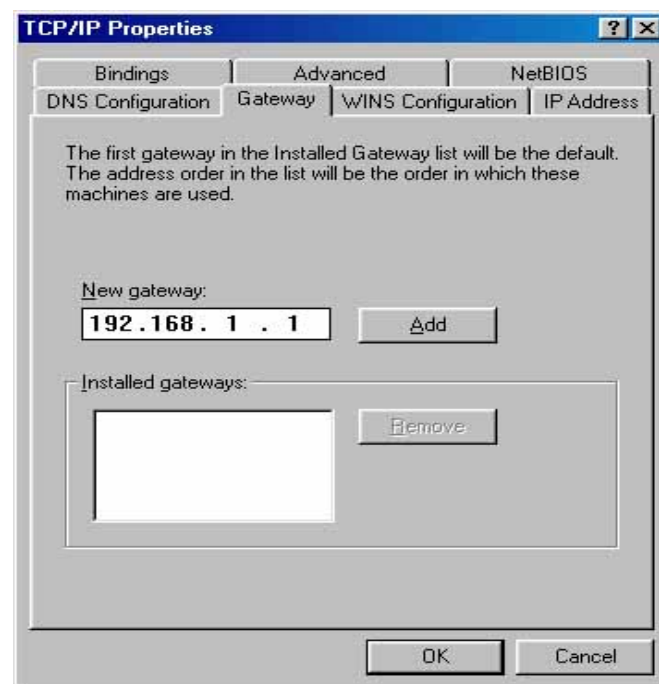 TCP/IP Properties
? ×
Bindings Advanced NetBIOS
DNS Configuration Gateway WINS Configuration IP Address
The first gateway in the Installed Gateway list will be the default.
The address order in the list will be the order in which these
machines are used.
New gateway:
192.168. 1 . 1 Add
Installed gateways:
Remove
OK Cancel